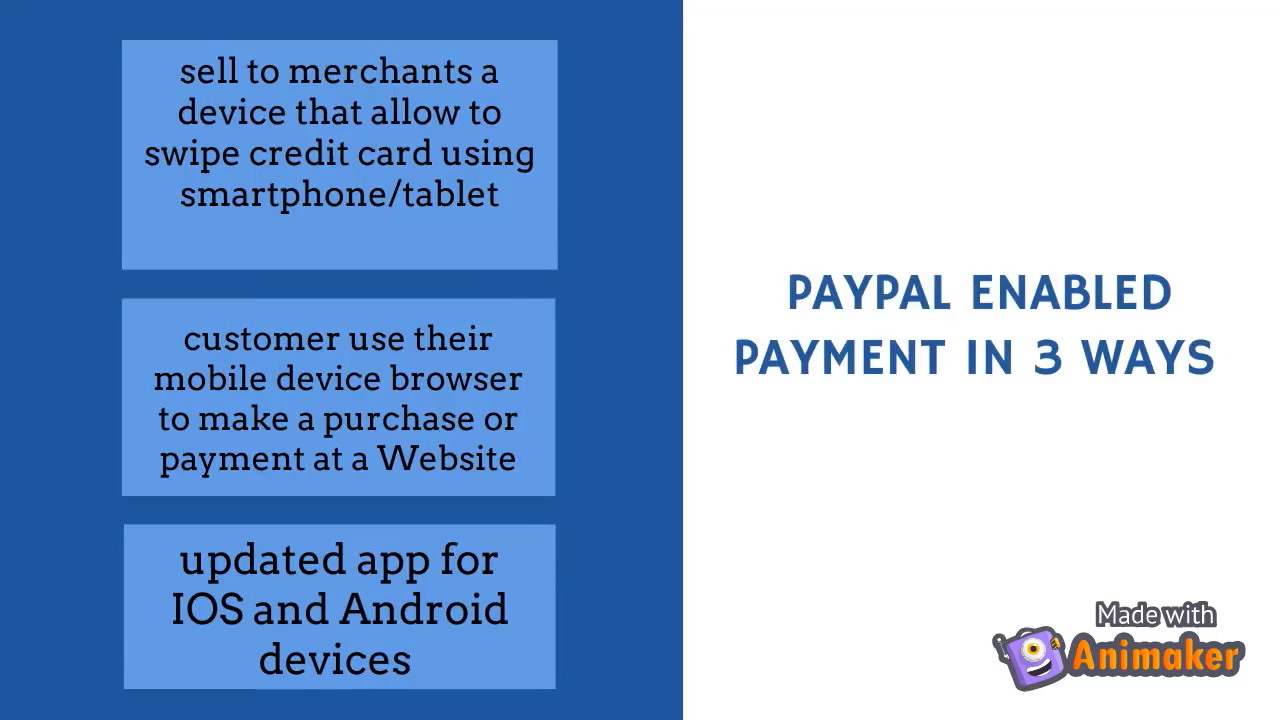 sell to merchants a
device that allow to
swipe credit card using
smartphone/tablet
customer use their
mobile device browser
to make a purchase or
payment at a Website
updated app for
IOS and Android
devices
PAYPAL ENABLED
PAYMENT IN 3 WAYS
Made with
Animaker